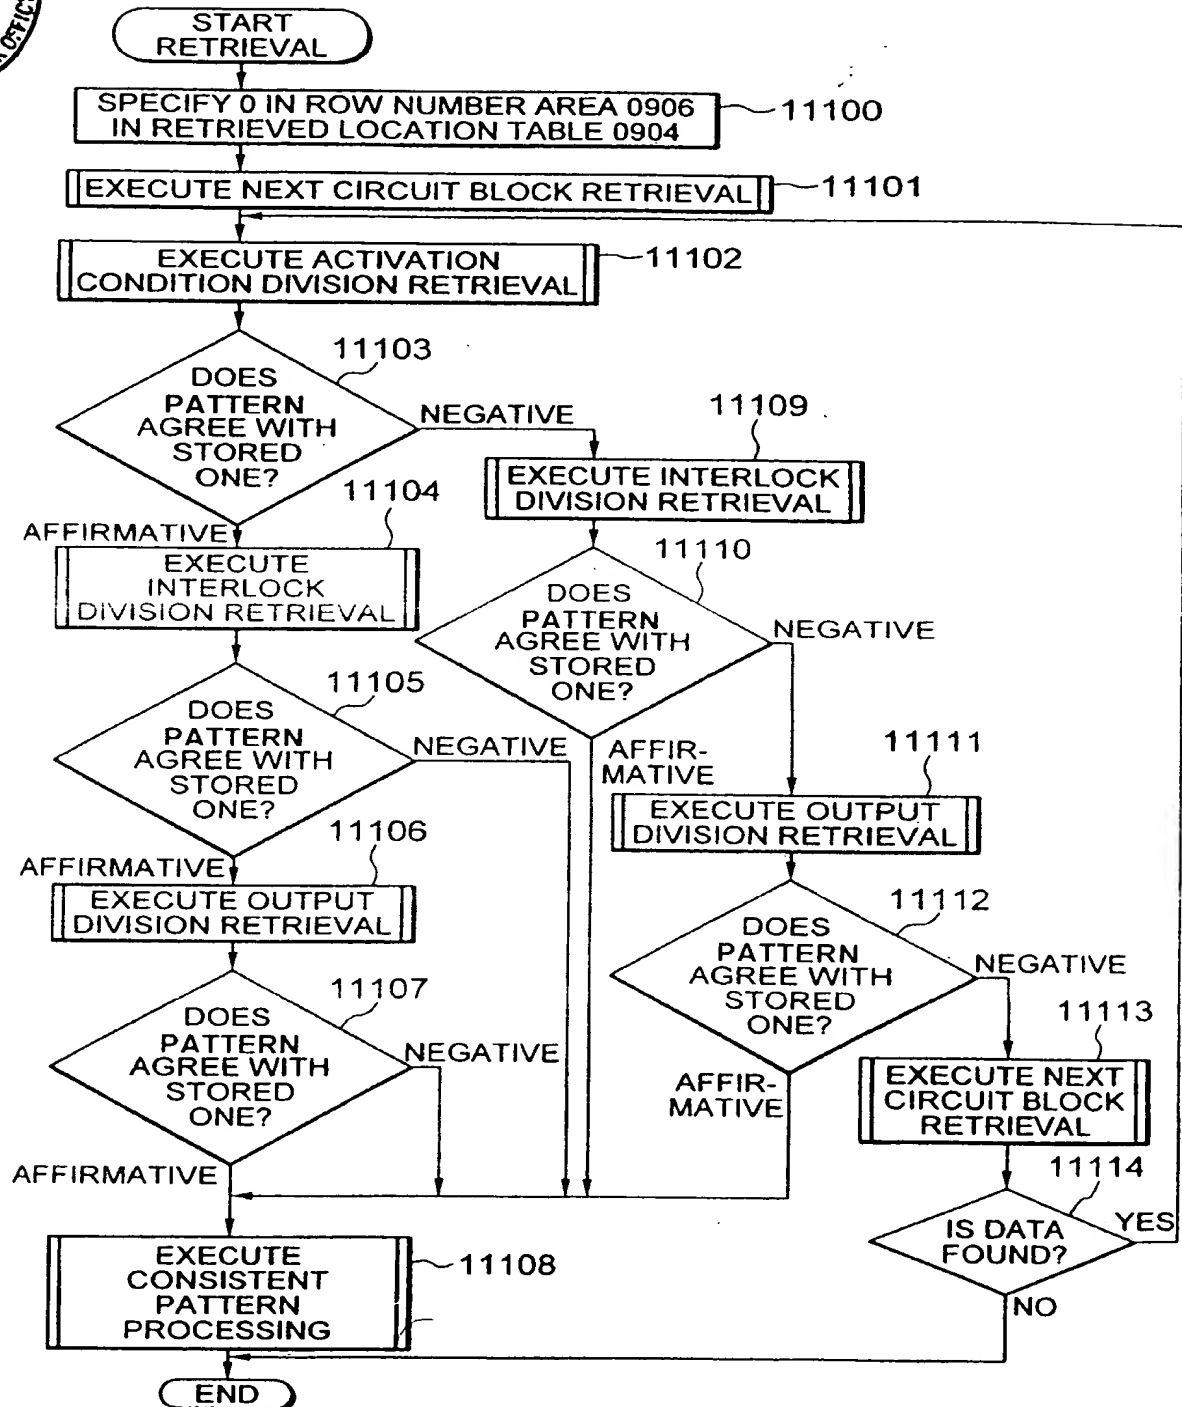 START
RETRIEVAL
SPECIFY 0 IN ROW NUMBER AREA 0906
IN RETRIEVED LOCATION TABLE 0904
11100
EXECUTE NEXT CIRCUIT BLOCK RETRIEVAL
11101
EXECUTE ACTIVATION
CONDITION DIVISION RETRIEVAL
11102
11103
DOES
PATTERN
AGREE WITH
STORED
ONE?
NEGATIVE
AFFIRMATIVE
11104
EXECUTE
INTERLOCK
DIVISION RETRIEVAL
11105
DOES
PATTERN
AGREE WITH
STORED
ONE?
NEGATIVE
AFFIRMATIVE
11106
EXECUTE OUTPUT
DIVISION RETRIEVAL
11107
DOES
PATTERN
AGREE WITH
STORED
ONE?
NEGATIVE
AFFIRMATIVE
EXECUTE
CONSISTENT
PATTERN
PROCESSING
11108
END
11109
EXECUTE INTERLOCK
DIVISION RETRIEVAL
11110
DOES
PATTERN
AGREE WITH
STORED
ONE?
NEGATIVE
AFFIR-
MATIVE
11111
EXECUTE OUTPUT
DIVISION RETRIEVAL
11112
DOES
PATTERN
AGREE WITH
STORED
ONE?
NEGATIVE
AFFIR-
MATIVE
11113
EXECUTE NEXT
CIRCUIT BLOCK
RETRIEVAL
11114
IS DATA
FOUND?
YES
NO